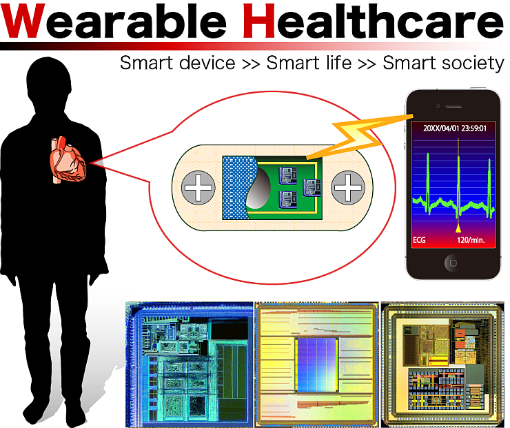 Wearable Healthcare
Smart device >> Smart life >> Smart society
20XX/04/01 23:59:01
ECG 120/min.